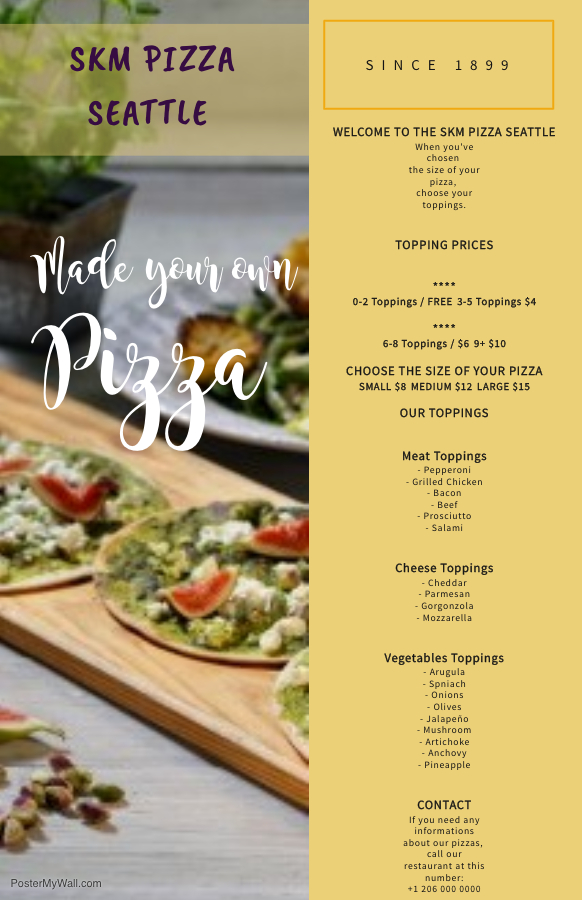 SKM PIZZA
SEATTLE
Made your own
Pizza
PosterMyWall.com
SINCE 1899
WELCOME TO THE SKM PIZZA SEATTLE
When you've
chosen
the size of your
pizza,
choose your
toppings.
TOPPING PRICES
****
0-2 Toppings / FREE 3-5 Toppings $4
****
6-8 Toppings / $6 9+ $10
CHOOSE THE SIZE OF YOUR PIZZA
SMALL $8 MEDIUM $12 LARGE $15
OUR TOPPINGS
Meat Toppings
- Pepperoni
- Grilled Chicken
- Bacon
- Beef
- Prosciutto
- Salami
Cheese Toppings
- Cheddar
- Parmesan
- Gorgonzola
- Mozzarella
Vegetables Toppings
- Arugula
- Spniach
- Onions
- Olives
- Jalapeño
- Mushroom
- Artichoke
- Anchovy
- Pineapple
CONTACT
If you need any
informations
about our pizzas,
call our
restaurant at this
number:
+1 206 000 0000